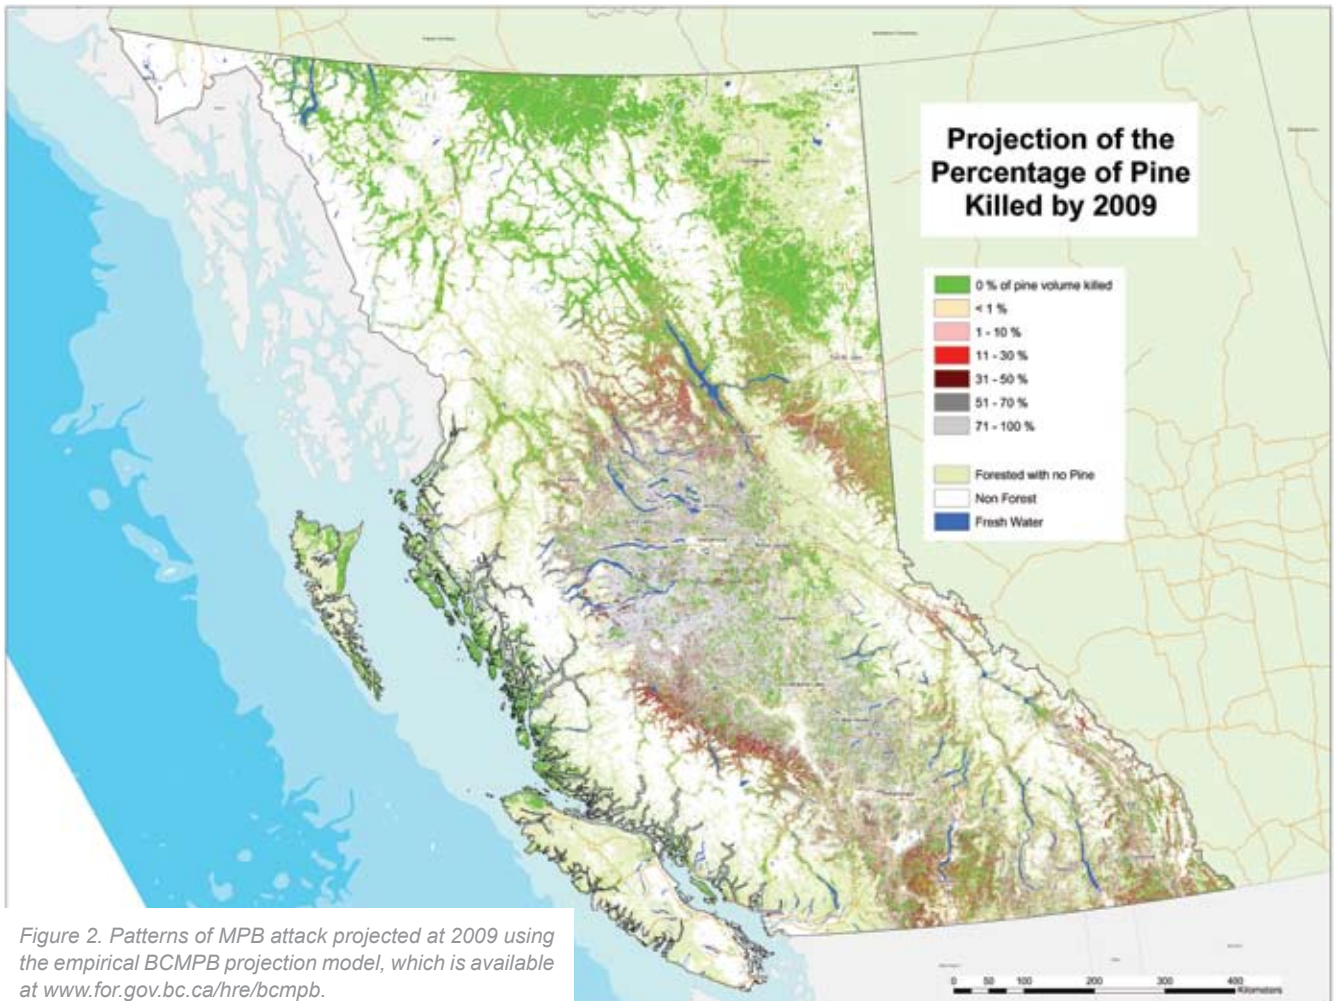 Projection of the
Percentage of Pine
Killed by 2009
0 % of pine volume killed
< 1 %
1 - 10 %
11 - 30 %
31 - 50 %
51 - 70 %
71 - 100 %
Forested with no Pine
Non Forest
Fresh Water
0 50 100 200 300 400
Kilometers
Figure 2. Patterns of MPB attack projected at 2009 using
the empirical BCMPB projection model, which is available
at www.for.gov.bc.ca/hre/bcmpb.